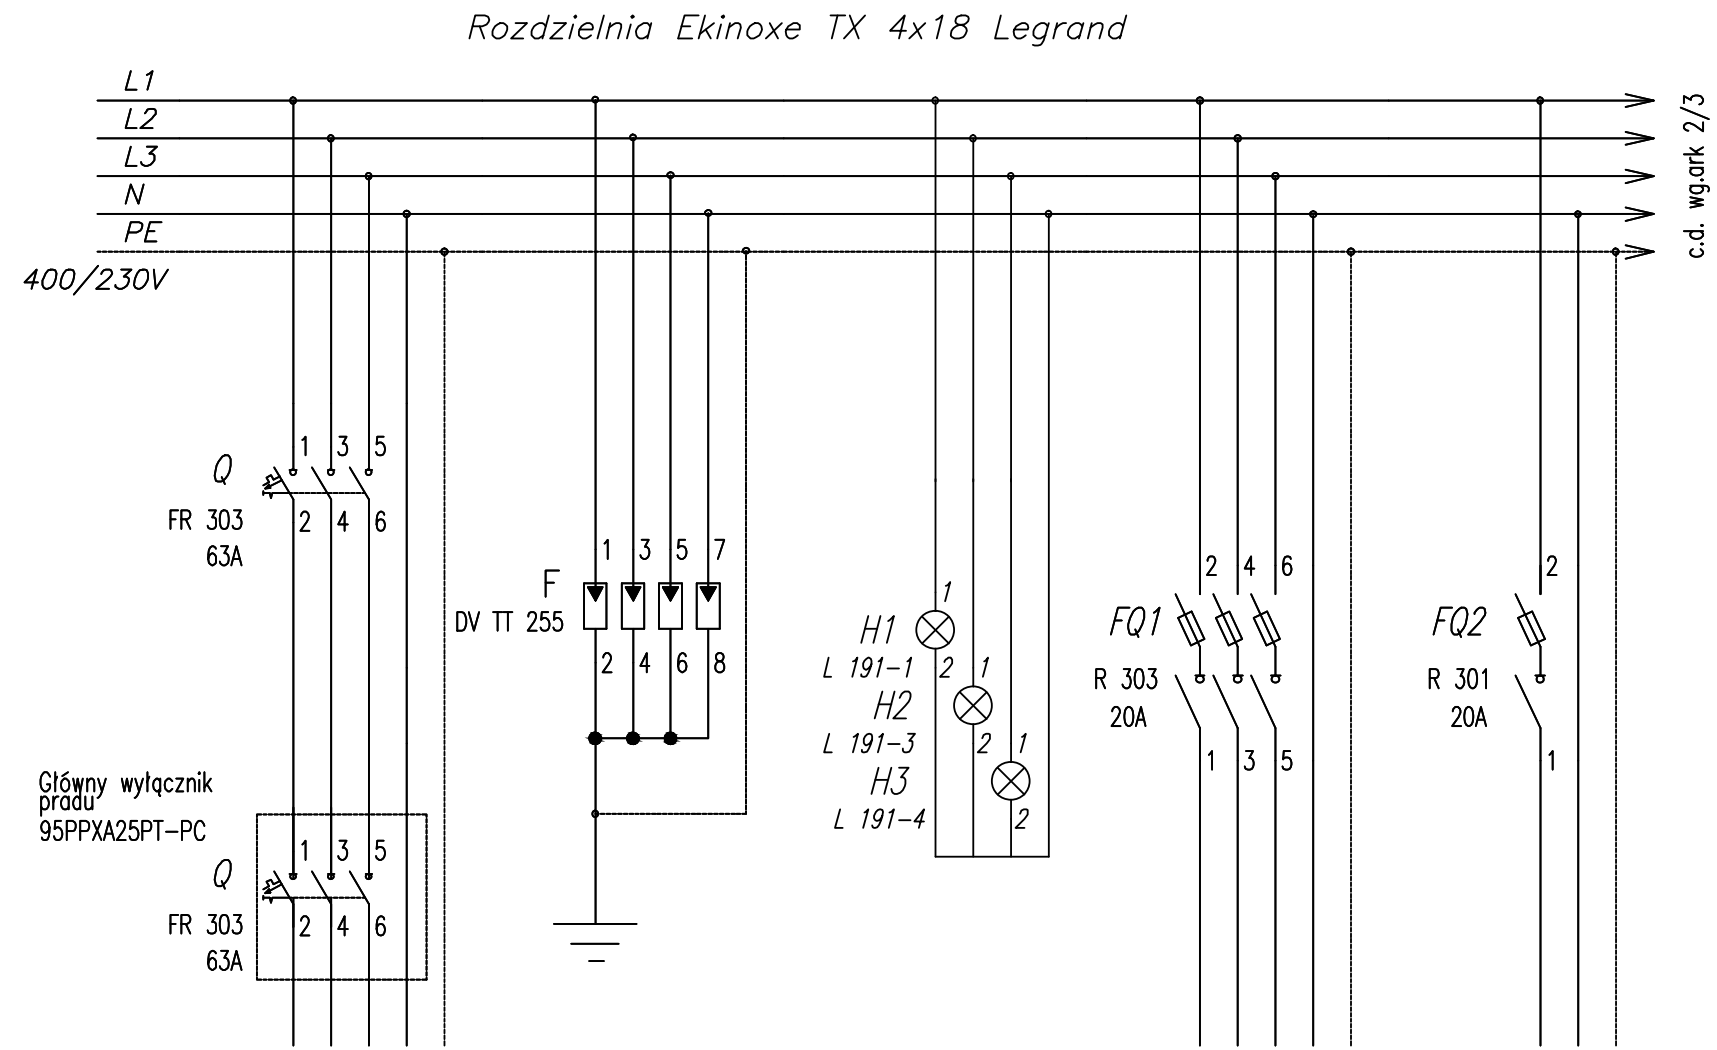 Rozdzielnia Ekinoxe TX 4x18 Legrand
L1
L2
L3
N
PE
400/230V
c.d. wg.ark 2/3
1 3 5
Q
FR 303
63A
2 4 6
Główny wyłącznik
pradu
95PPXA25PT-PC
1 3 5
Q
FR 303
63A
2 4 6
1 3 5 7
F
DV TT 255
2 4 6 8
1
H1
L 191-1
2
1
H2
L 191-3
2
1
H3
L 191-4
2
2 4 6
FQ1
R 303
20A
1 3 5
2
FQ2
R 301
20A
1